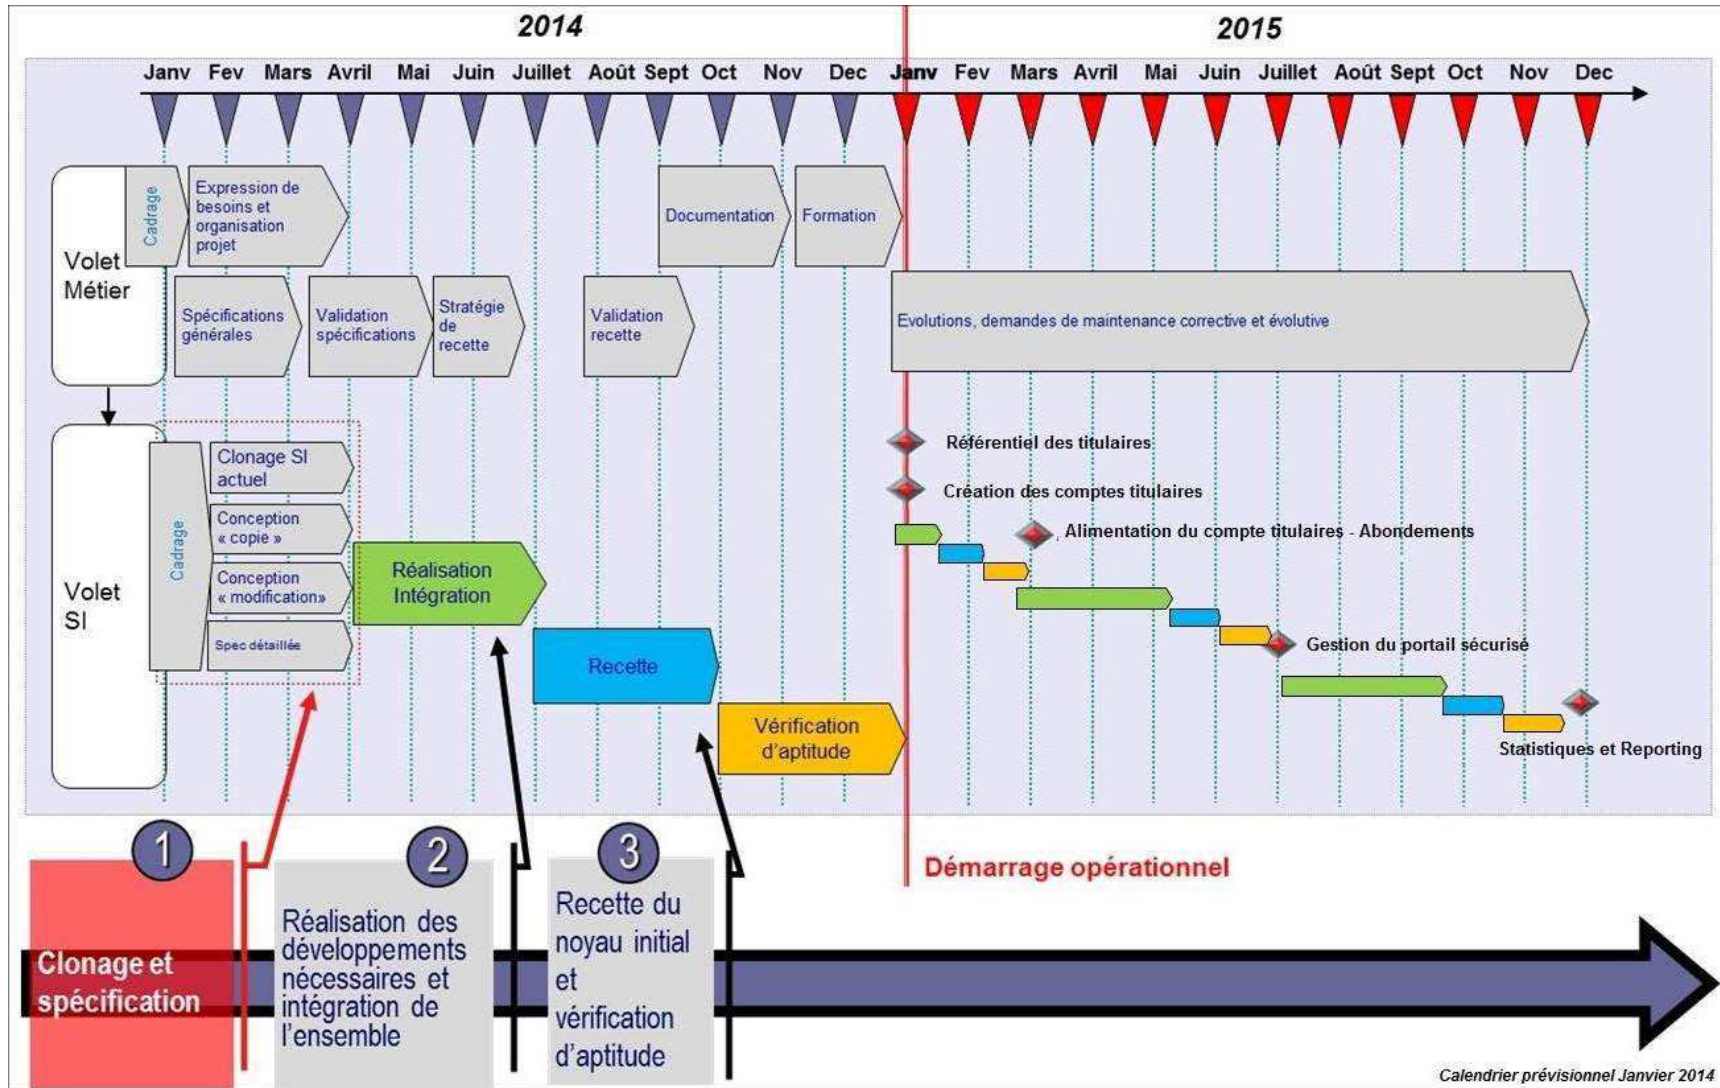 2014
2015
Janv Fev Mars Avril Mai Juin Juillet Août Sept Oct Nov Dec Janv Fev Mars Avril Mai Juin Juillet Août Sept Oct Nov Dec
Volet
Métier
Cadrage
Expression de
besoins et
organisation
projet
Documentation
Formation
Spécifications
générales
Validation
spécifications
Stratégie
de
recette
Validation
recette
Evolutions, demandes de maintenance corrective et évolutive
Volet
SI
Cadrage
Clonage SI
actuel
Conception
« copie »
Conception
« modification»
Spec détaillée
Réalisation
Intégration
Recette
Vérification
d'aptitude
Référentiel des titulaires
Création des comptes titulaires
Alimentation du compte titulaires - Abondements
Gestion du portail sécurisé
Statistiques et Reporting
Démarrage opérationnel
1
Clonage et
spécification
2
Réalisation des
développements
nécessaires et
intégration de
l'ensemble
3
Recette du
noyau initial
et
vérification
d'aptitude
Calendrier prévisionnel Janvier 2014